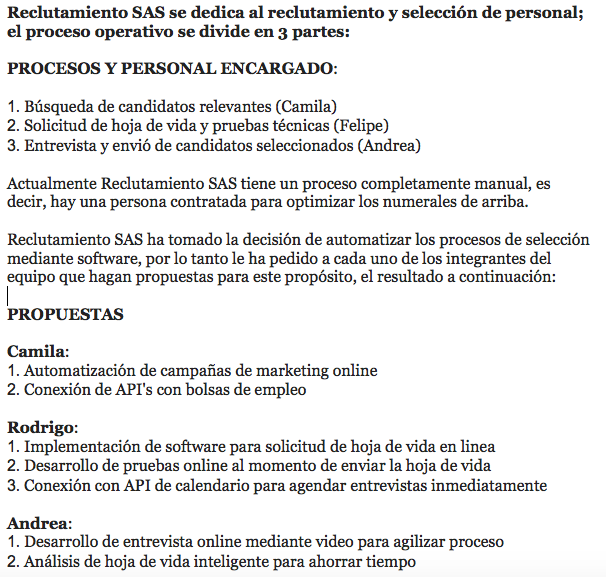 Reclutamiento SAS se dedica al reclutamiento y selección de personal;
el proceso operativo se divide en 3 partes:
PROCESOS Y PERSONAL ENCARGADO:
1. Búsqueda de candidatos relevantes (Camila)
2. Solicitud de hoja de vida y pruebas técnicas (Felipe)
3. Entrevista y envió de candidatos seleccionados (Andrea)
Actualmente Reclutamiento SAS tiene un proceso completamente manual, es
decir, hay una persona contratada para optimizar los numerales de arriba.
Reclutamiento SAS ha tomado la decisión de automatizar los procesos de selección
mediante software, por lo tanto le ha pedido a cada uno de los integrantes del
equipo que hagan propuestas para este propósito, el resultado a continuación:
PROPUESTAS
Camila:
1. Automatización de campañas de marketing online
2. Conexión de API's con bolsas de empleo
Rodrigo:
1. Implementación de software para solicitud de hoja de vida en linea
2. Desarrollo de pruebas online al momento de enviar la hoja de vida
3. Conexión con API de calendario para agendar entrevistas inmediatamente
Andrea:
1. Desarrollo de entrevista online mediante video para agilizar proceso
2. Análisis de hoja de vida inteligente para ahorrar tiempo